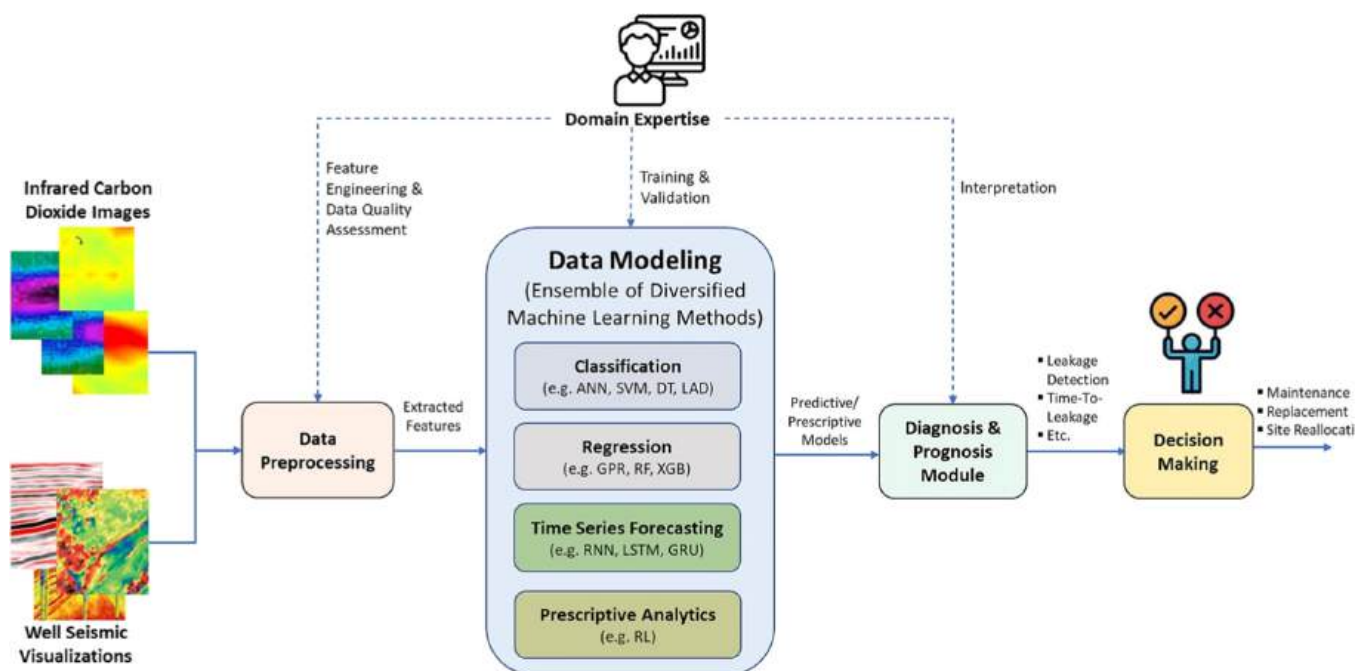 Domain Expertise
Feature
Engineering &
Data Quality
Assessment
Training &
Validation
Interpretation
Infrared Carbon
Dioxide Images
Data Modeling
(Ensemble of Diversified
Machine Learning Methods)
Classification
(e.g. ANN, SVM, DT, LAD)
Regression
(e.g. GPR, RF, XGB)
Time Series Forecasting
(e.g. RNN, LSTM, GRU)
Prescriptive Analytics
(e.g. RL)
Data
Preprocessing
Extracted
Features
Predictive/
Prescriptive
Models
Diagnosis &
Prognosis
Module
▪ Leakage
Detection
▪ Time-To-
Leakage
▪ Etc.
Decision
Making
▪ Maintenance
▪ Replacement
▪ Site Reallocati
Well Seismic
Visualizations